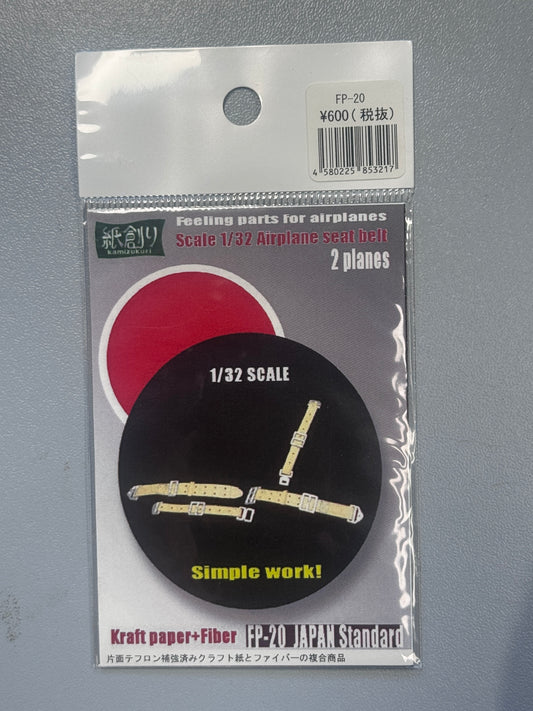 FP-20
¥600(税抜)
4 580225 853217
紙創り
kamizukuri
Feeling parts for airplanes
Scale 1/32 Airplane seat belt
2 planes
1/32 SCALE
Simple work!
Kraft paper+Fiber FP-20 JAPAN Standard
片面テフロン補強済みクラフト紙とファイバーの複合商品